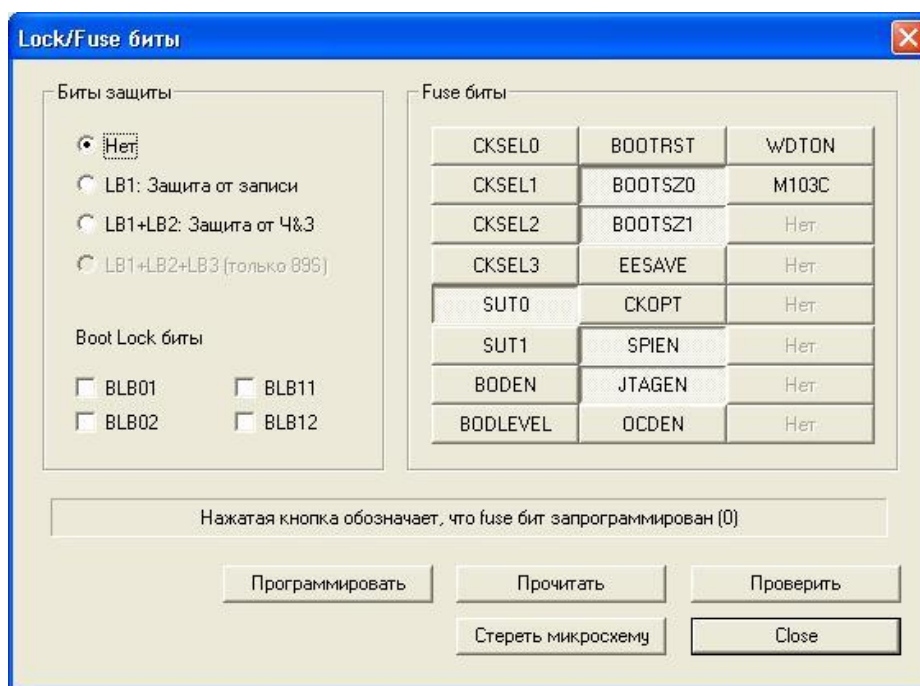 Lock/Fuse биты
Биты защиты
Нет
LB1: Защита от записи
LB1+LB2: Защита от Ч&З
LB1+LB2+LB3 (только 89S)
Boot Lock биты
BLB01 BLB11
BLB02 BLB12
Fuse биты
CKSEL0 BOOTRST WDTON
CKSEL1 BOOTSZ0 M103C
CKSEL2 BOOTSZ1 Нет
CKSEL3 EESAVE Нет
SUT0 CKOPT Нет
SUT1 SPIEN Нет
BODEN JTAGEN Нет
BODLEVEL OCDEN Нет
Нажатая кнопка обозначает, что fuse бит запрограммирован (0)
Программировать Прочитать Проверить
Стереть микросхему Close